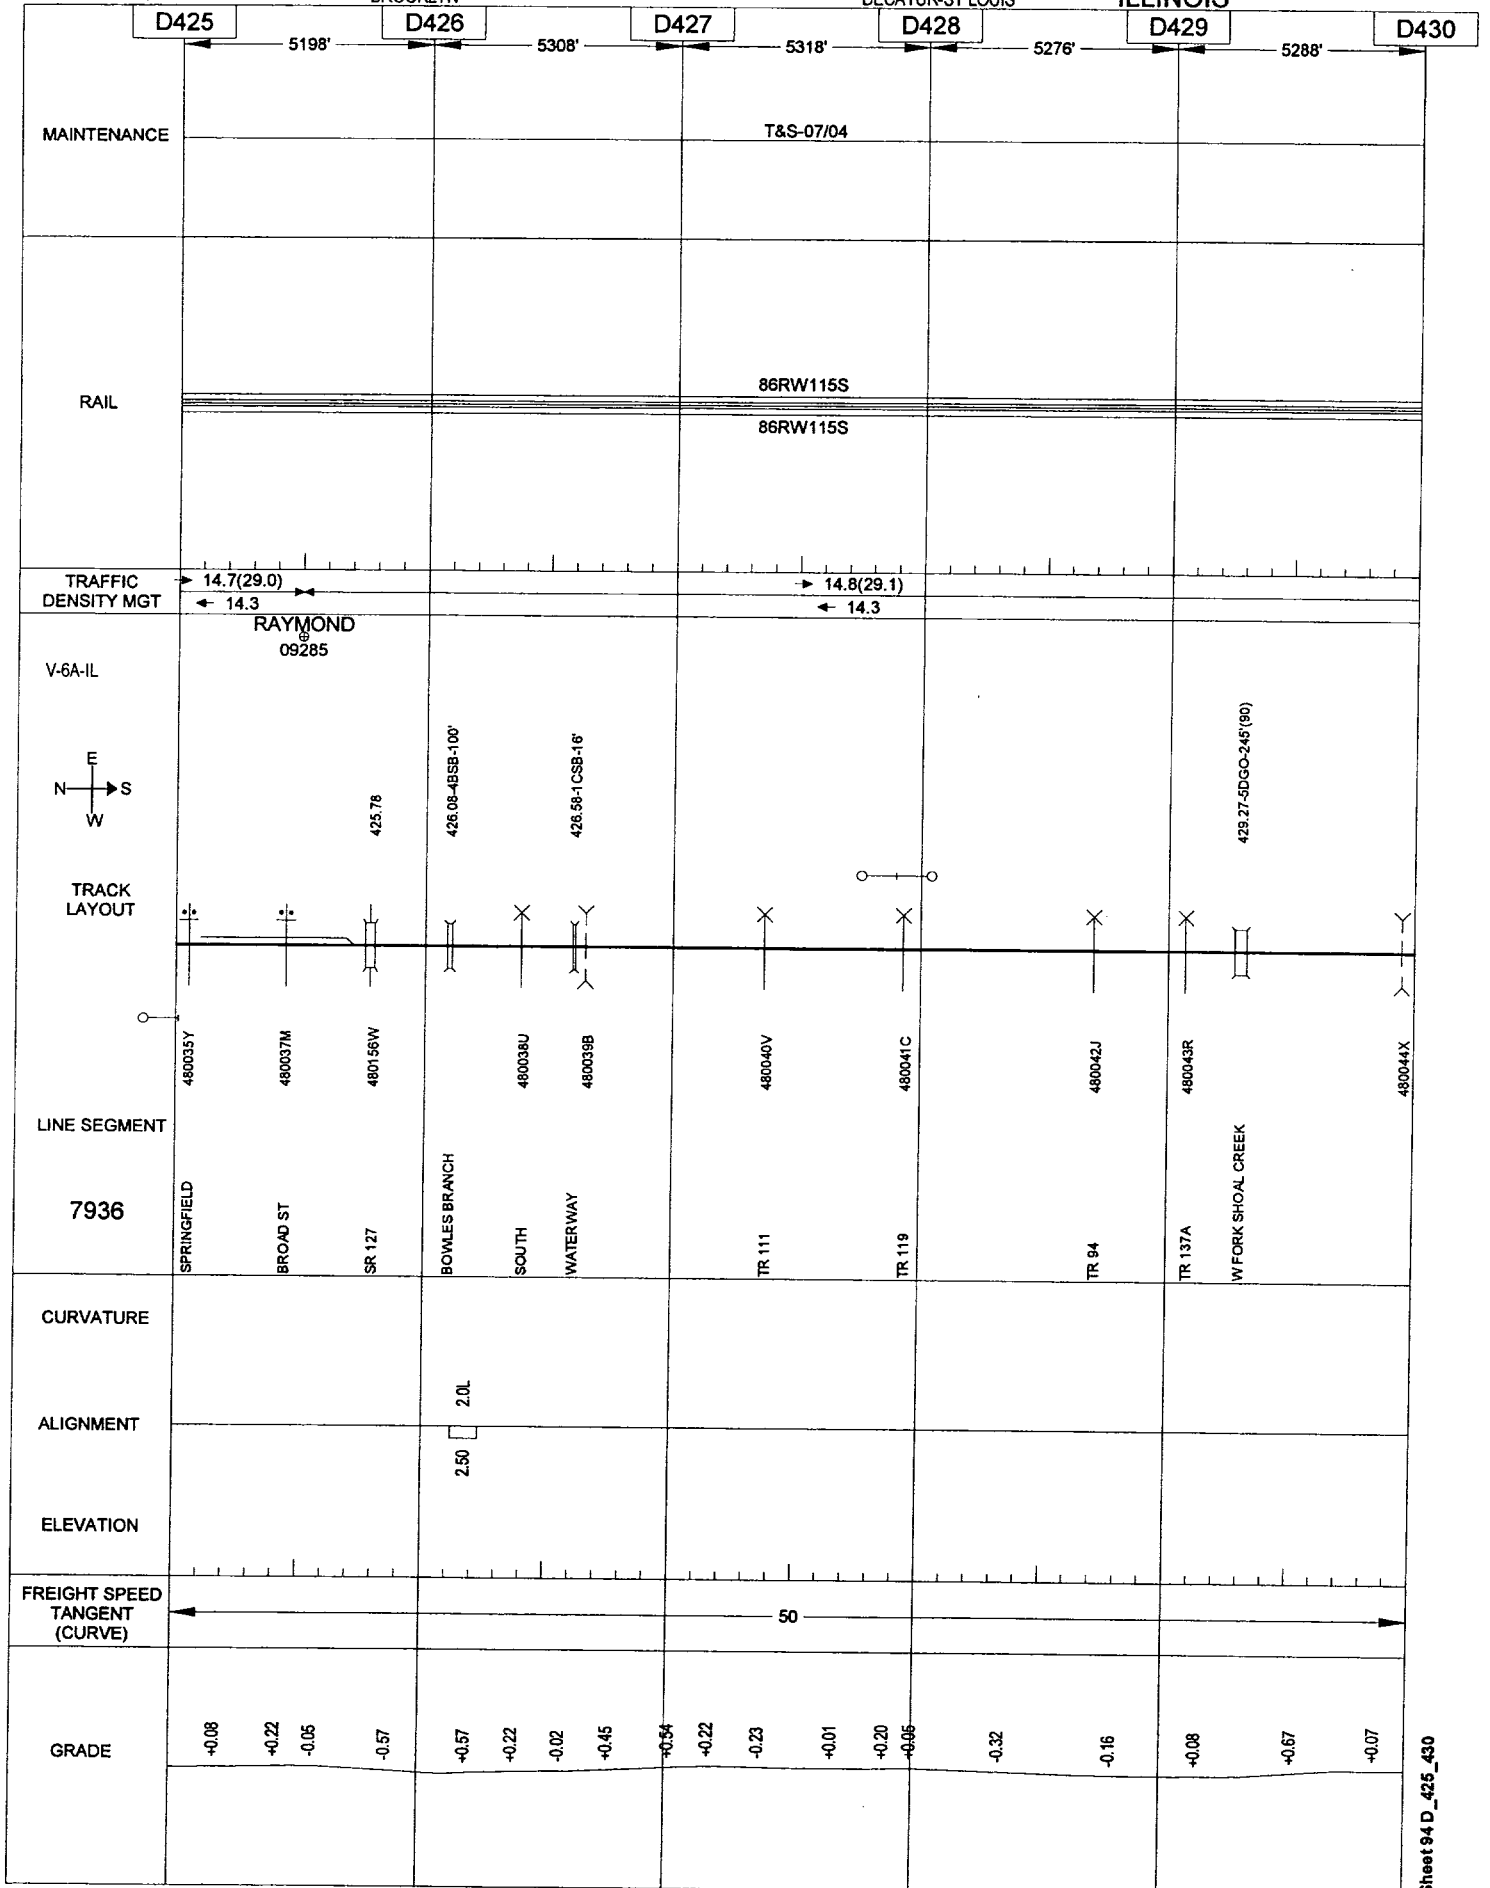 BROOKLYN DECATUR-ST LOUIS ILLINOIS
D425 D426 D427 D428 D429 D430
5198' 5308' 5318' 5276' 5288'
MAINTENANCE
T&S-07/04
RAIL
86RW115S
86RW115S
TRAFFIC
DENSITY MGT
14.7(29.0) 14.8(29.1)
14.3 14.3
RAYMOND
09285
V-6A-IL
E
N S
W
425.78
426.08-4BSB-100'
426.58-1CSB-16'
429.27-5DGO-245'(90)
TRACK
LAYOUT
480035Y
480037M
480156W
480038U
480039B
480040V
480041C
480042J
480043R
480044X
LINE SEGMENT
7936
SPRINGFIELD
BROAD ST
SR 127
BOWLES BRANCH
SOUTH
WATERWAY
TR 111
TR 119
TR 94
TR 137A
W FORK SHOAL CREEK
CURVATURE
2.0L
ALIGNMENT
2.50
ELEVATION
FREIGHT SPEED
TANGENT
(CURVE)
50
GRADE
+0.08
+0.22
-0.05
-0.57
+0.57
+0.22
-0.02
+0.45
+0.54
+0.22
-0.23
+0.01
+0.20
+0.05
-0.32
-0.16
+0.08
+0.67
+0.07
Sheet 94 D_425_430